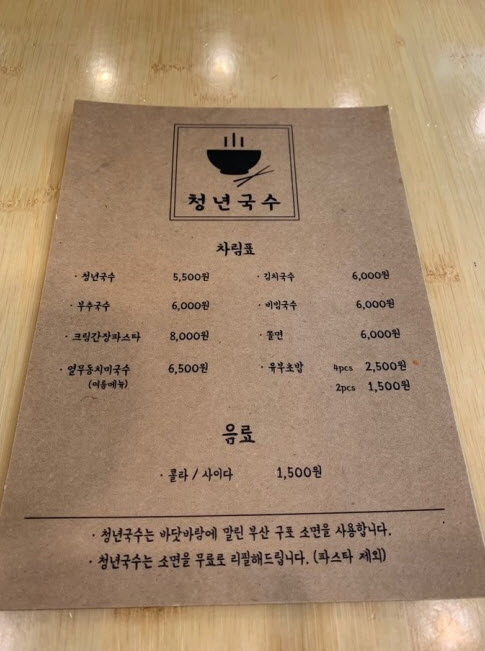 청년국수
차림표
· 청년국수 5,500원 · 김치국수 6,000원
· 부추국수 6,000원 · 비빔국수 6,000원
· 크림간장파스타 8,000원 · 쫄면 6,000원
· 열무동치미국수 6,500원 · 유부초밥 4pcs 2,500원
(여름메뉴) 2pcs 1,500원
음료
· 콜라 / 사이다 1,500원
· 청년국수는 바닷바람에 말린 부산 구포 소면을 사용합니다.
· 청년국수는 소면을 무료로 리필해드립니다. (파스타 제외)